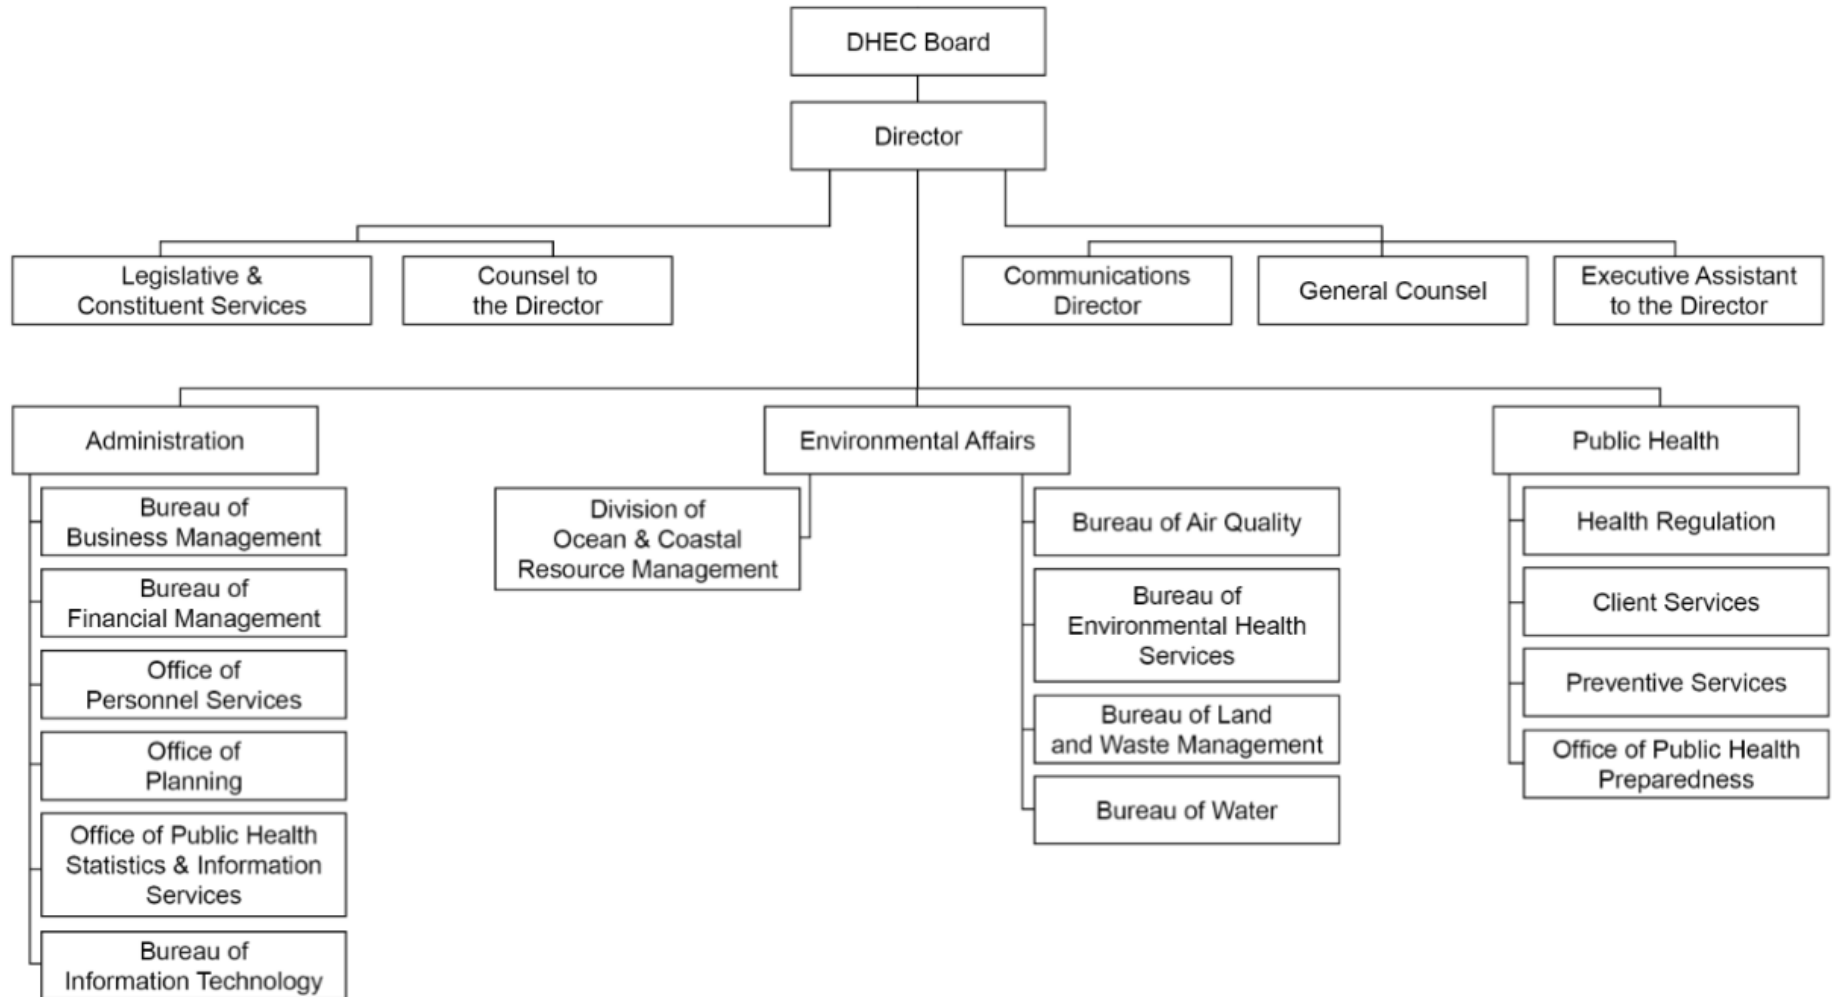 DHEC Board
Director
Legislative &
Constituent Services
Counsel to
the Director
Communications
Director
General Counsel
Executive Assistant
to the Director
Administration
Bureau of
Business Management
Bureau of
Financial Management
Office of
Personnel Services
Office of
Planning
Office of Public Health
Statistics & Information
Services
Bureau of
Information Technology
Environmental Affairs
Division of
Ocean & Coastal
Resource Management
Bureau of Air Quality
Bureau of
Environmental Health
Services
Bureau of Land
and Waste Management
Bureau of Water
Public Health
Health Regulation
Client Services
Preventive Services
Office of Public Health
Preparedness